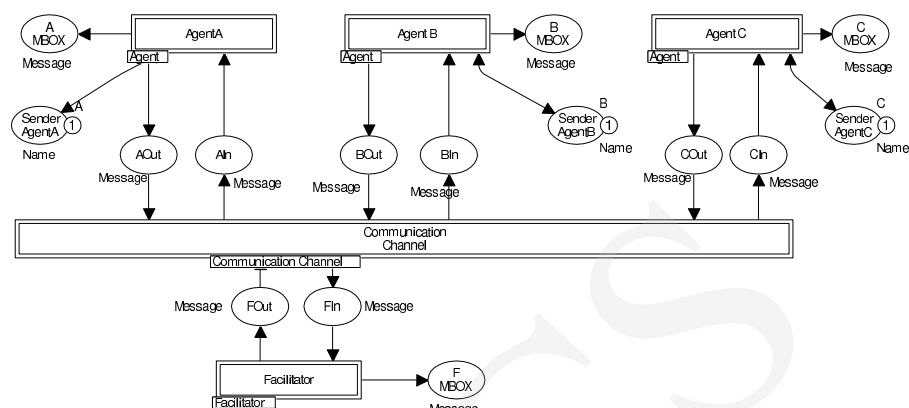 A
MBOX
Message
AgentA
Agent
Agent B
Agent
B
MBOX
Message
Agent C
Agent
C
MBOX
Message
A
Sender
AgentA
1
Name
B
Sender
AgentB
1
Name
C
Sender
AgentC
1
Name
AOut
Message
AIn
Message
BOut
Message
BIn
Message
COut
Message
CIn
Message
Communication
Channel
Communication Channel
Message
FOut
FIn
Message
Facilitator
Facilitator
F
MBOX
Message